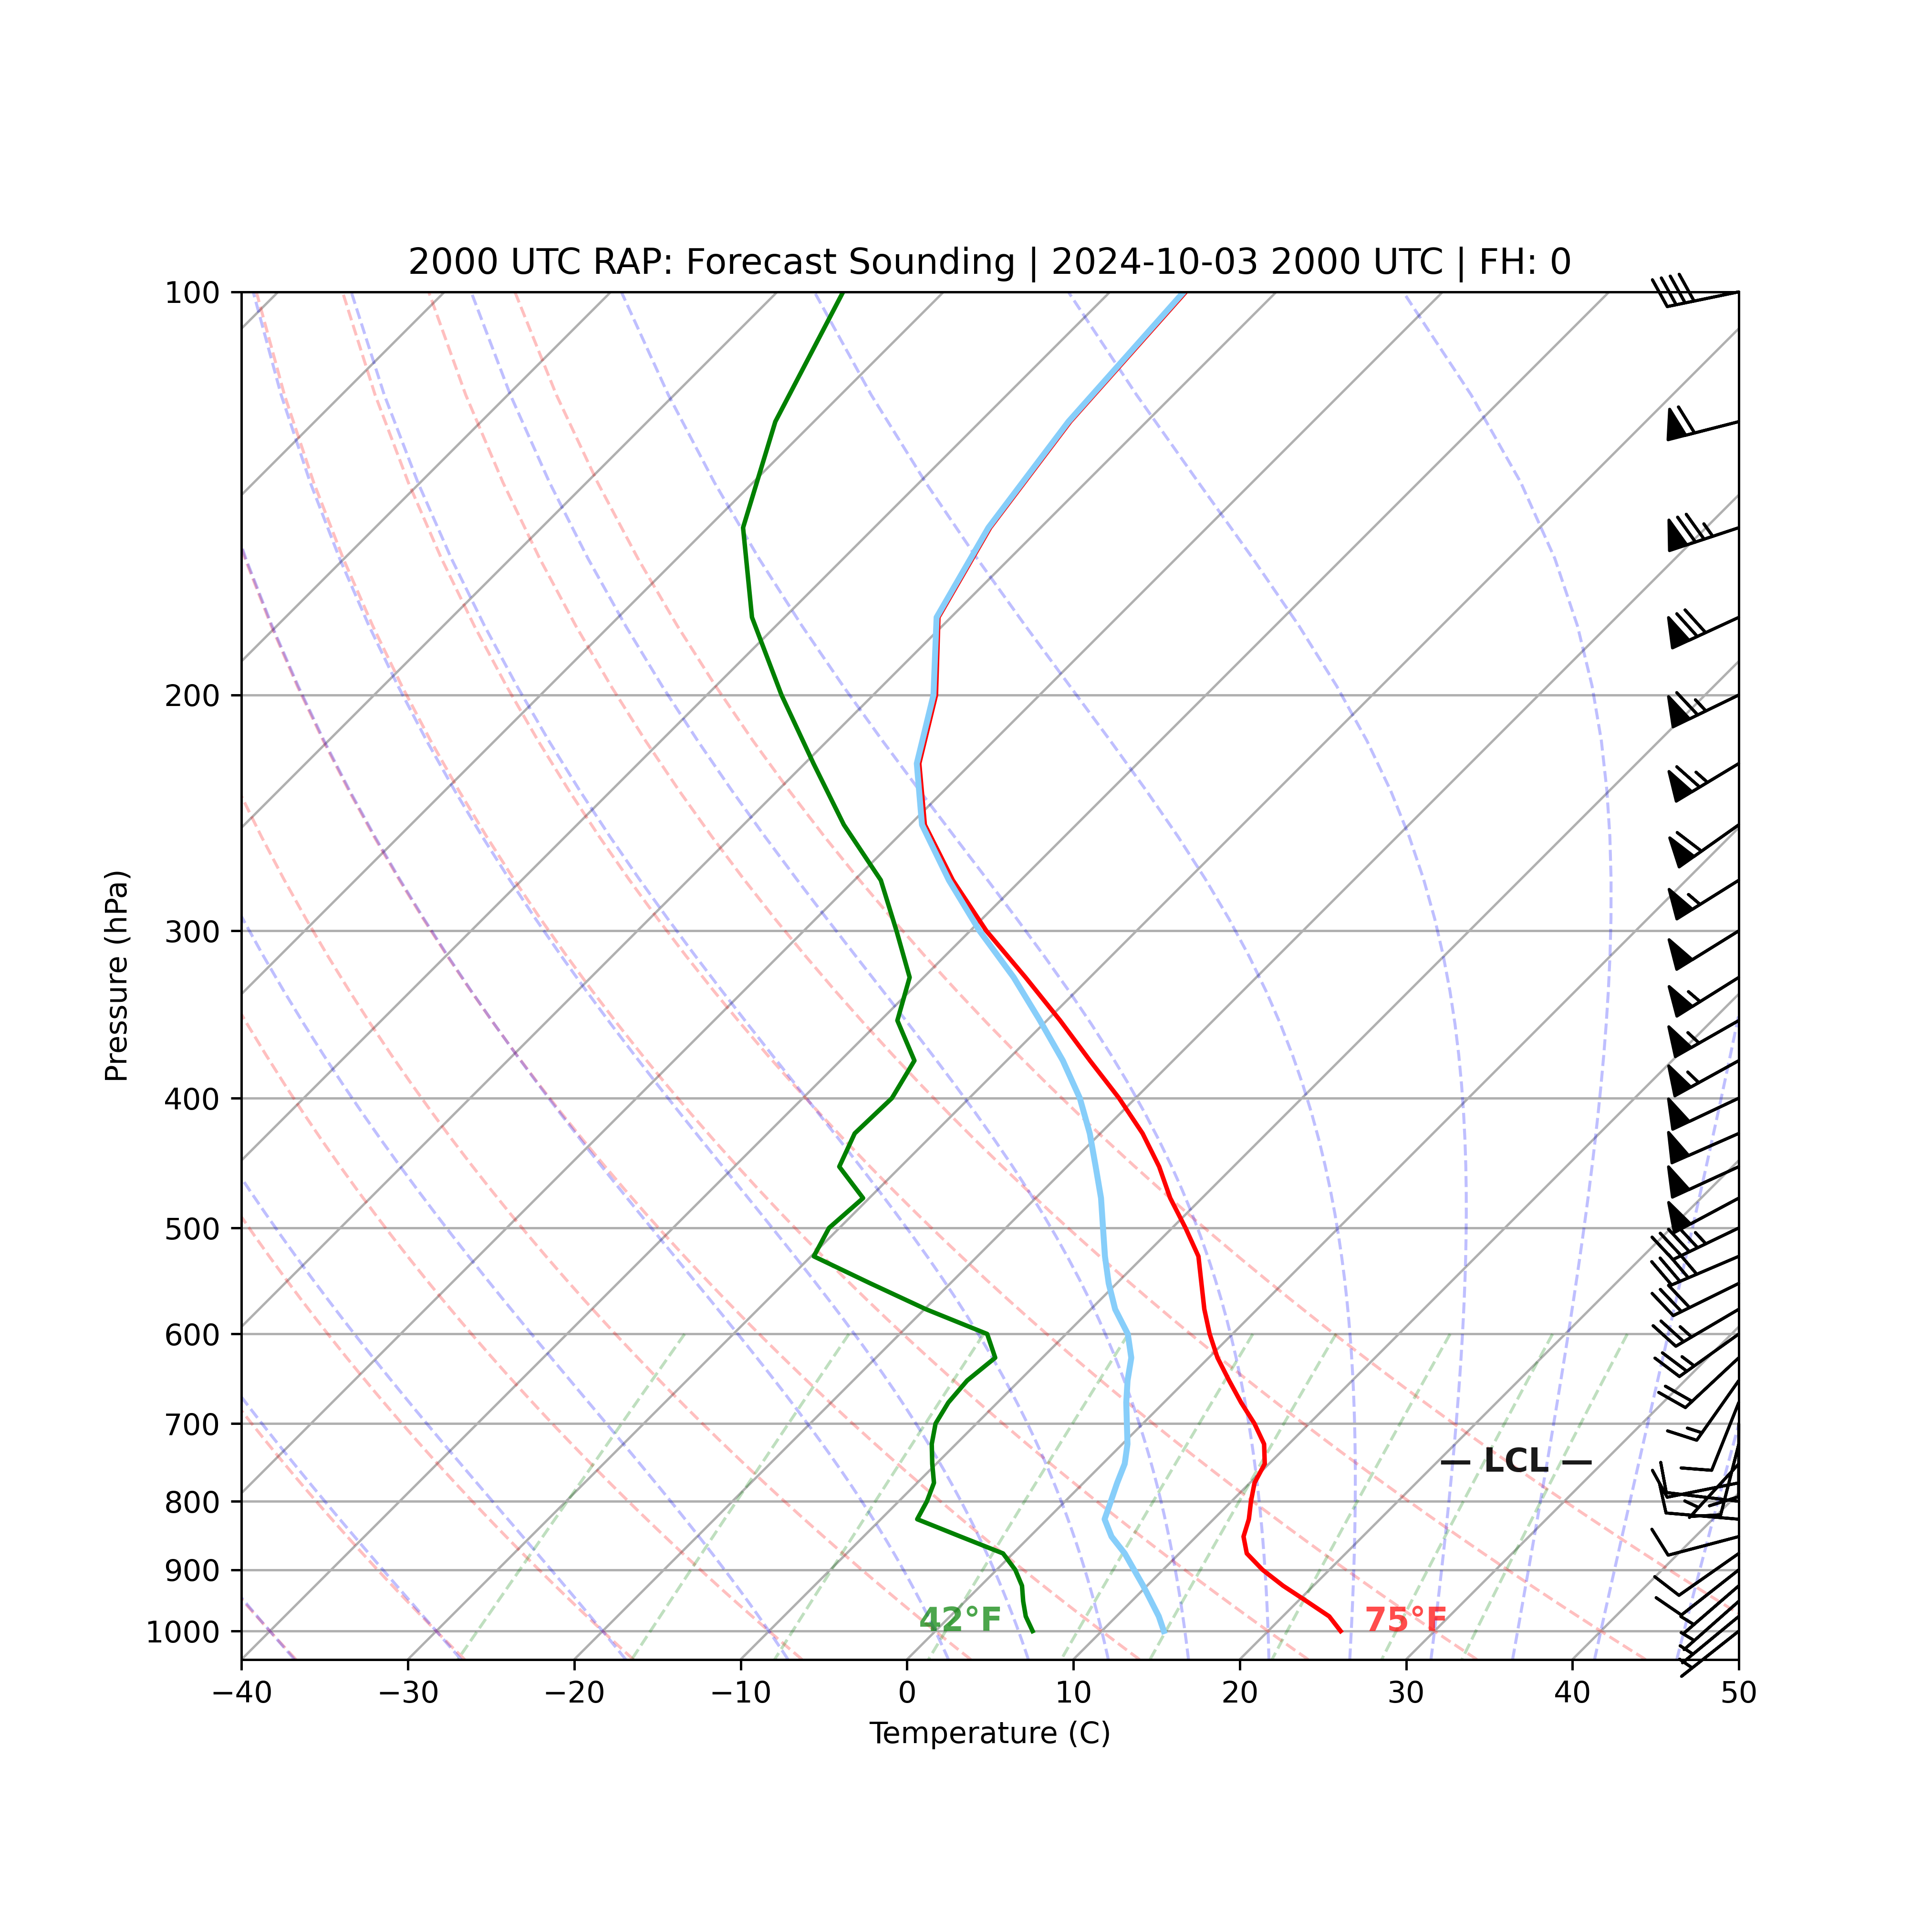 2000 UTC RAP: Forecast Sounding | 2024-10-03 2000 UTC | FH: 0
100
200
300
400
500
600
700
800
900
1000
Pressure (hPa)
— LCL —
42°F
75°F
−40 −30 −20 −10 0 10 20 30 40 50
Temperature (C)